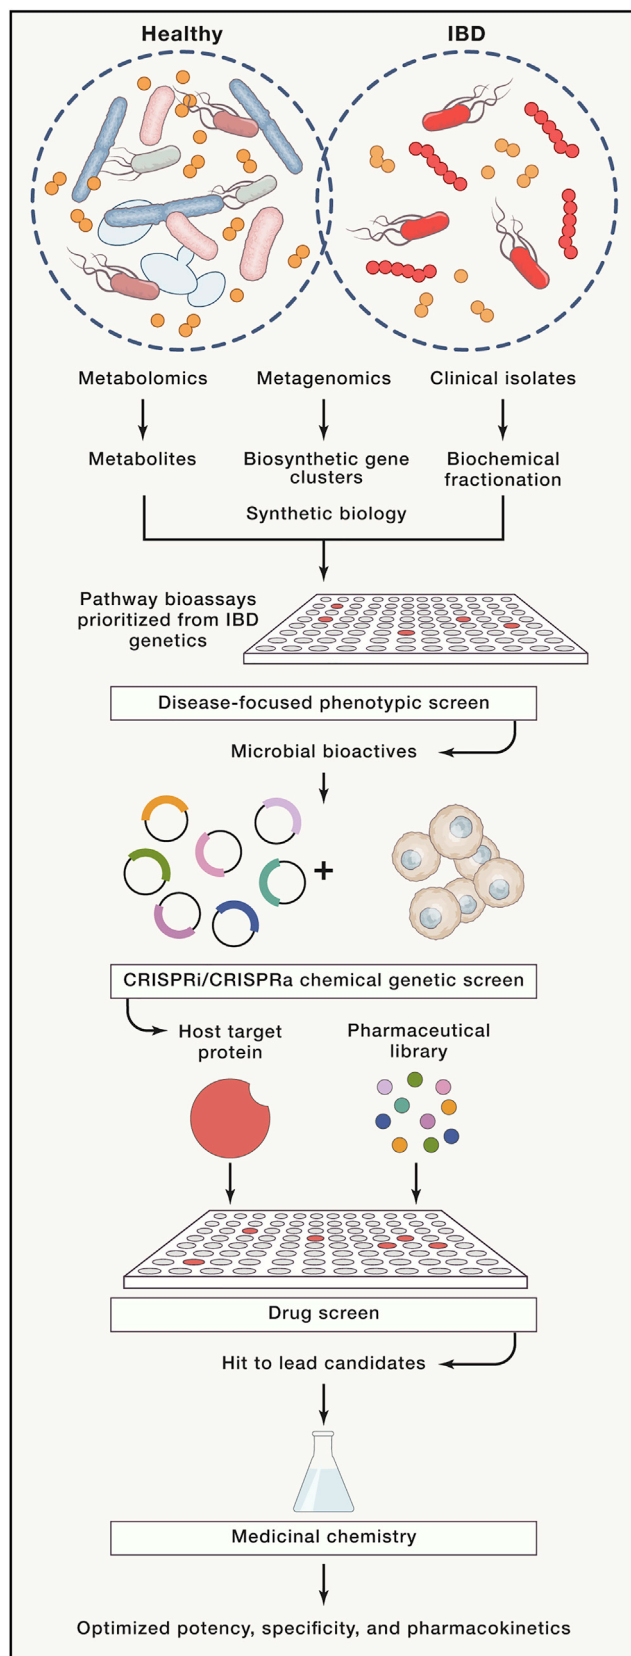 Healthy
IBD
Metabolomics
Metagenomics
Clinical isolates
Metabolites
Biosynthetic gene
clusters
Biochemical
fractionation
Synthetic biology
Pathway bioassays
prioritized from IBD
genetics
Disease-focused phenotypic screen
Microbial bioactives
+
CRISPRi/CRISPRa chemical genetic screen
Host target
protein
Pharmaceutical
library
Drug screen
Hit to lead candidates
Medicinal chemistry
Optimized potency, specificity, and pharmacokinetics